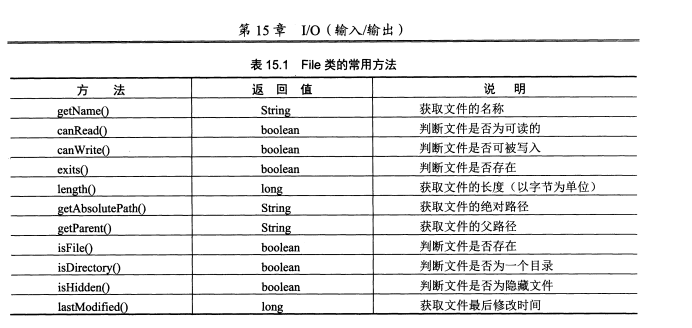 第 15 章 I/O（输入/输出）
表 15.1 File 类的常用方法
方 法 返 回 值 说 明
getName() String 获取文件的名称
canRead() boolean 判断文件是否为可读的
canWrite() boolean 判断文件是否可被写入
exits() boolean 判断文件是否存在
length() long 获取文件的长度（以字节为单位）
getAbsolutePath() String 获取文件的绝对路径
getParent() String 获取文件的父路径
isFile() boolean 判断文件是否存在
isDirectory() boolean 判断文件是否为一个目录
isHidden() boolean 判断文件是否为隐藏文件
lastModified() long 获取文件最后修改时间